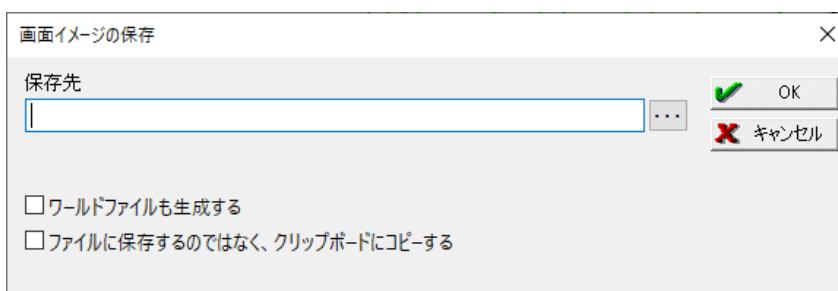 画面イメージの保存
保存先
...
OK
キャンセル
ワールドファイルも生成する
ファイルに保存するのではなく、クリップボードにコピーする